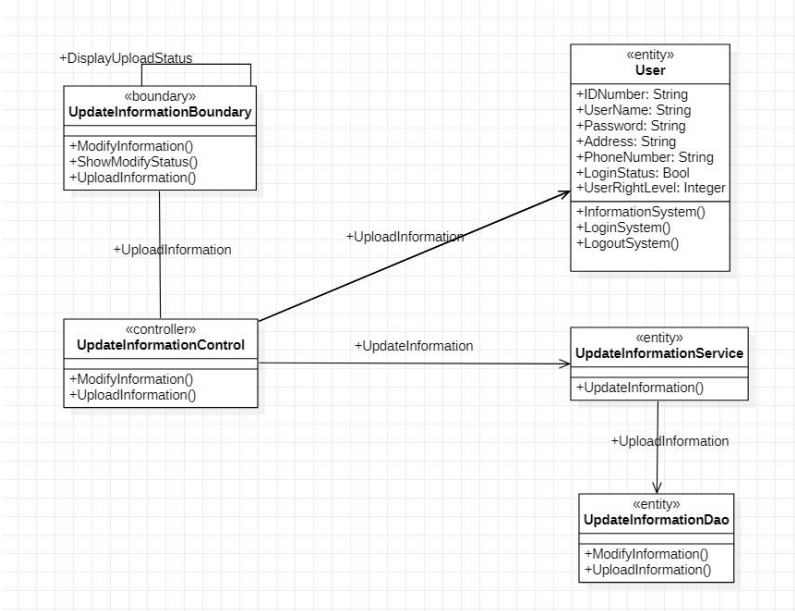 +DisplayUploadStatus
«boundary»
UpdateInformationBoundary
+ModifyInformation()
+ShowModifyStatus()
+UploadInformation()
+UploadInformation
«controller»
UpdateInformationControl
+ModifyInformation()
+UploadInformation()
+UploadInformation
+UpdateInformation
«entity»
User
+IDNumber: String
+UserName: String
+Password: String
+Address: String
+PhoneNumber: String
+LoginStatus: Bool
+UserRightLevel: Integer
+InformationSystem()
+LoginSystem()
+LogoutSystem()
«entity»
UpdateInformationService
+UpdateInformation()
+UploadInformation
«entity»
UpdateInformationDao
+ModifyInformation()
+UploadInformation()